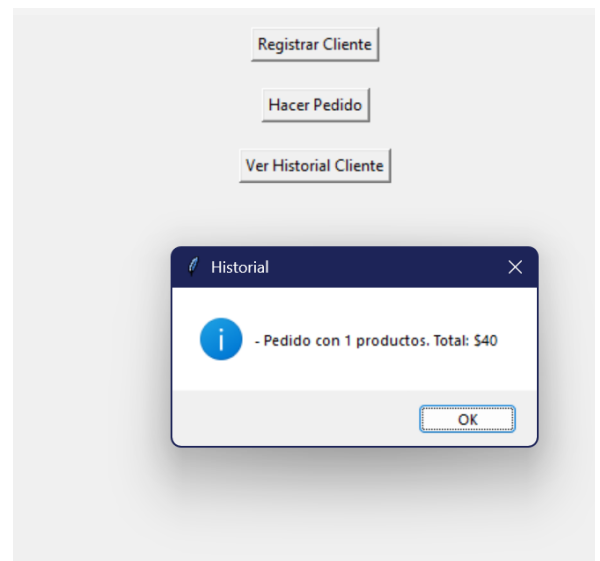 Registrar Cliente
Hacer Pedido
Ver Historial Cliente
Historial
- Pedido con 1 productos. Total: $40
OK